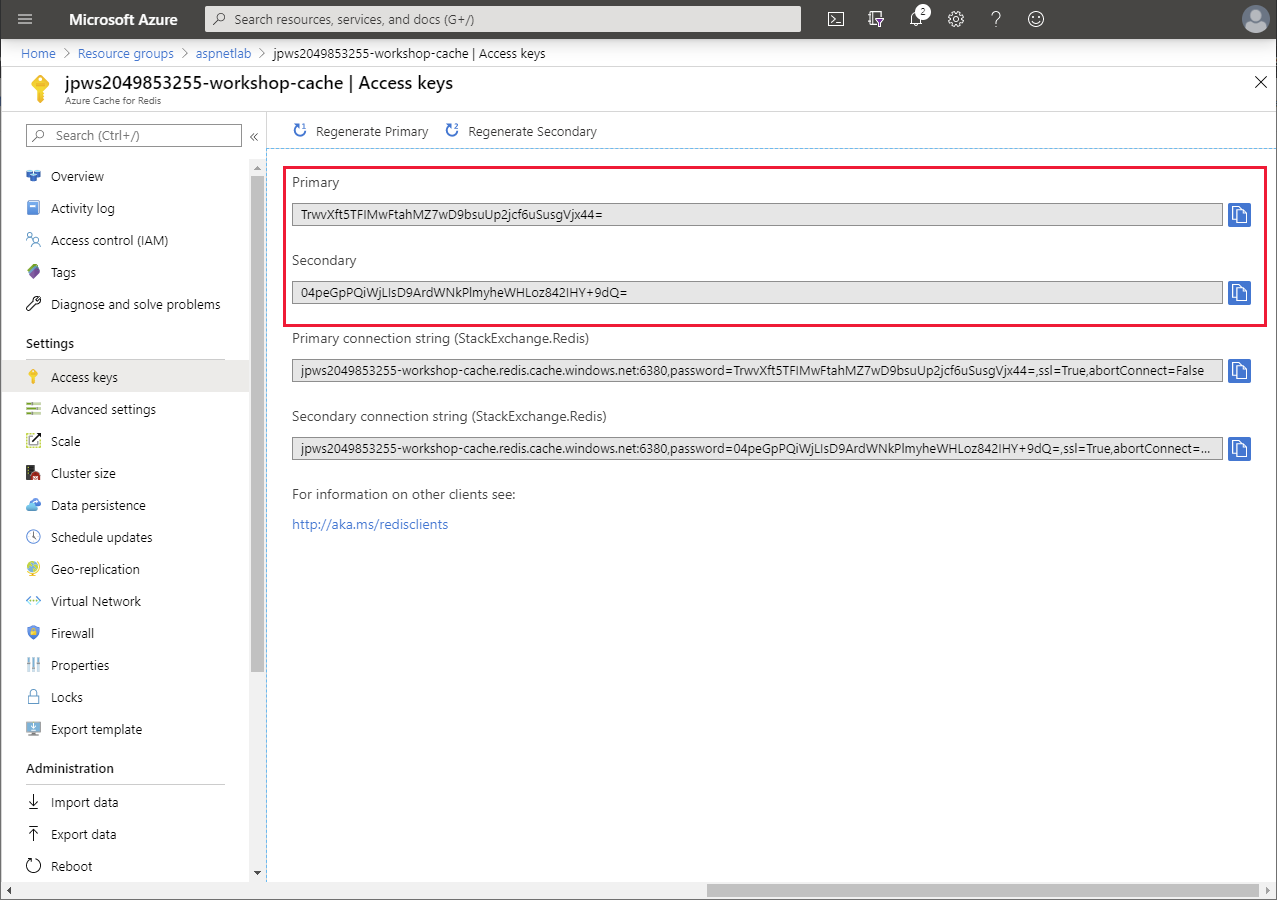 Microsoft Azure
Search resources, services, and docs (G+/)
2
Home > Resource groups > aspnetlab > jpws2049853255-workshop-cache | Access keys
jpws2049853255-workshop-cache | Access keys
Azure Cache for Redis
Search (Ctrl+/)
«
Overview
Activity log
Access control (IAM)
Tags
Diagnose and solve problems
Settings
Access keys
Advanced settings
Scale
Cluster size
Data persistence
Schedule updates
Geo-replication
Virtual Network
Firewall
Properties
Locks
Export template
Administration
Import data
Export data
Reboot
Regenerate Primary
Regenerate Secondary
Primary
TrwvXft5TFIMwFtahMZ7wD9bsuUp2jcf6uSusgVjx44=
Secondary
04peGpPQiWjLIsD9ArdWNkPlmyheWHLoz842IHY+9dQ=
Primary connection string (StackExchange.Redis)
jpws2049853255-workshop-cache.redis.cache.windows.net:6380,password=TrwvXft5TFIMwFtahMZ7wD9bsuUp2jcf6uSusgVjx44=,ssl=True,abortConnect=False
Secondary connection string (StackExchange.Redis)
jpws2049853255-workshop-cache.redis.cache.windows.net:6380,password=04peGpPQiWjLIsD9ArdWNkPlmyheWHLoz842IHY+9dQ=,ssl=True,abortConnect=...
For information on other clients see:
http://aka.ms/redisclients